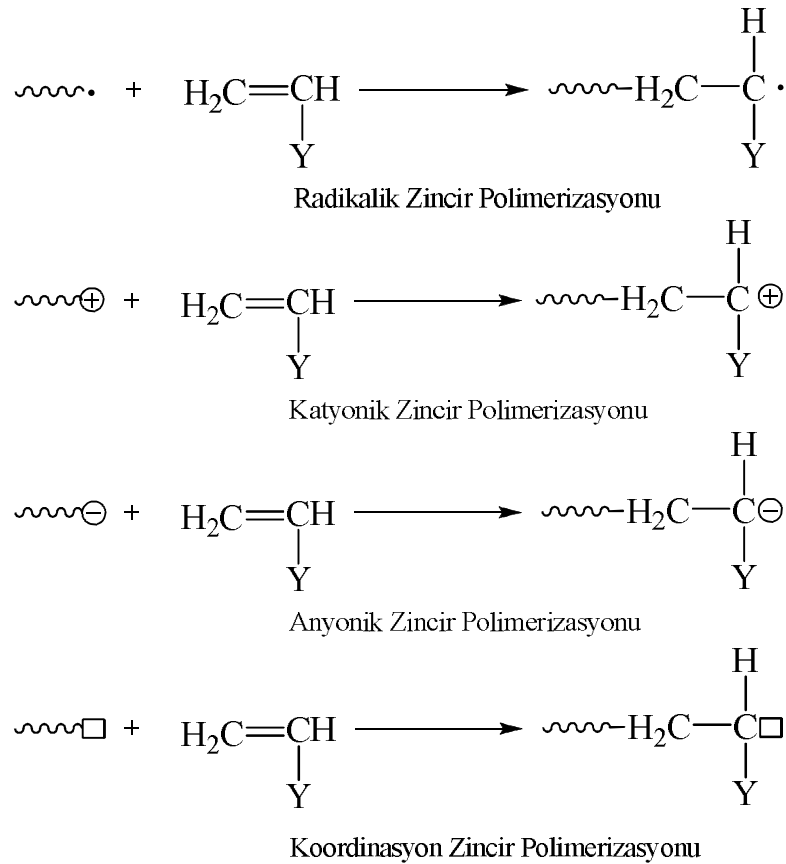 H
· + H₂C=CH → H₂C—C·
Y Y
Radikalik Zincir Polimerizasyonu
H
⊕ + H₂C=CH → H₂C—C⊕
Y Y
Katyonik Zincir Polimerizasyonu
H
⊖ + H₂C=CH → H₂C—C⊖
Y Y
Anyonik Zincir Polimerizasyonu
H
□ + H₂C=CH → H₂C—C□
Y Y
Koordinasyon Zincir Polimerizasyonu